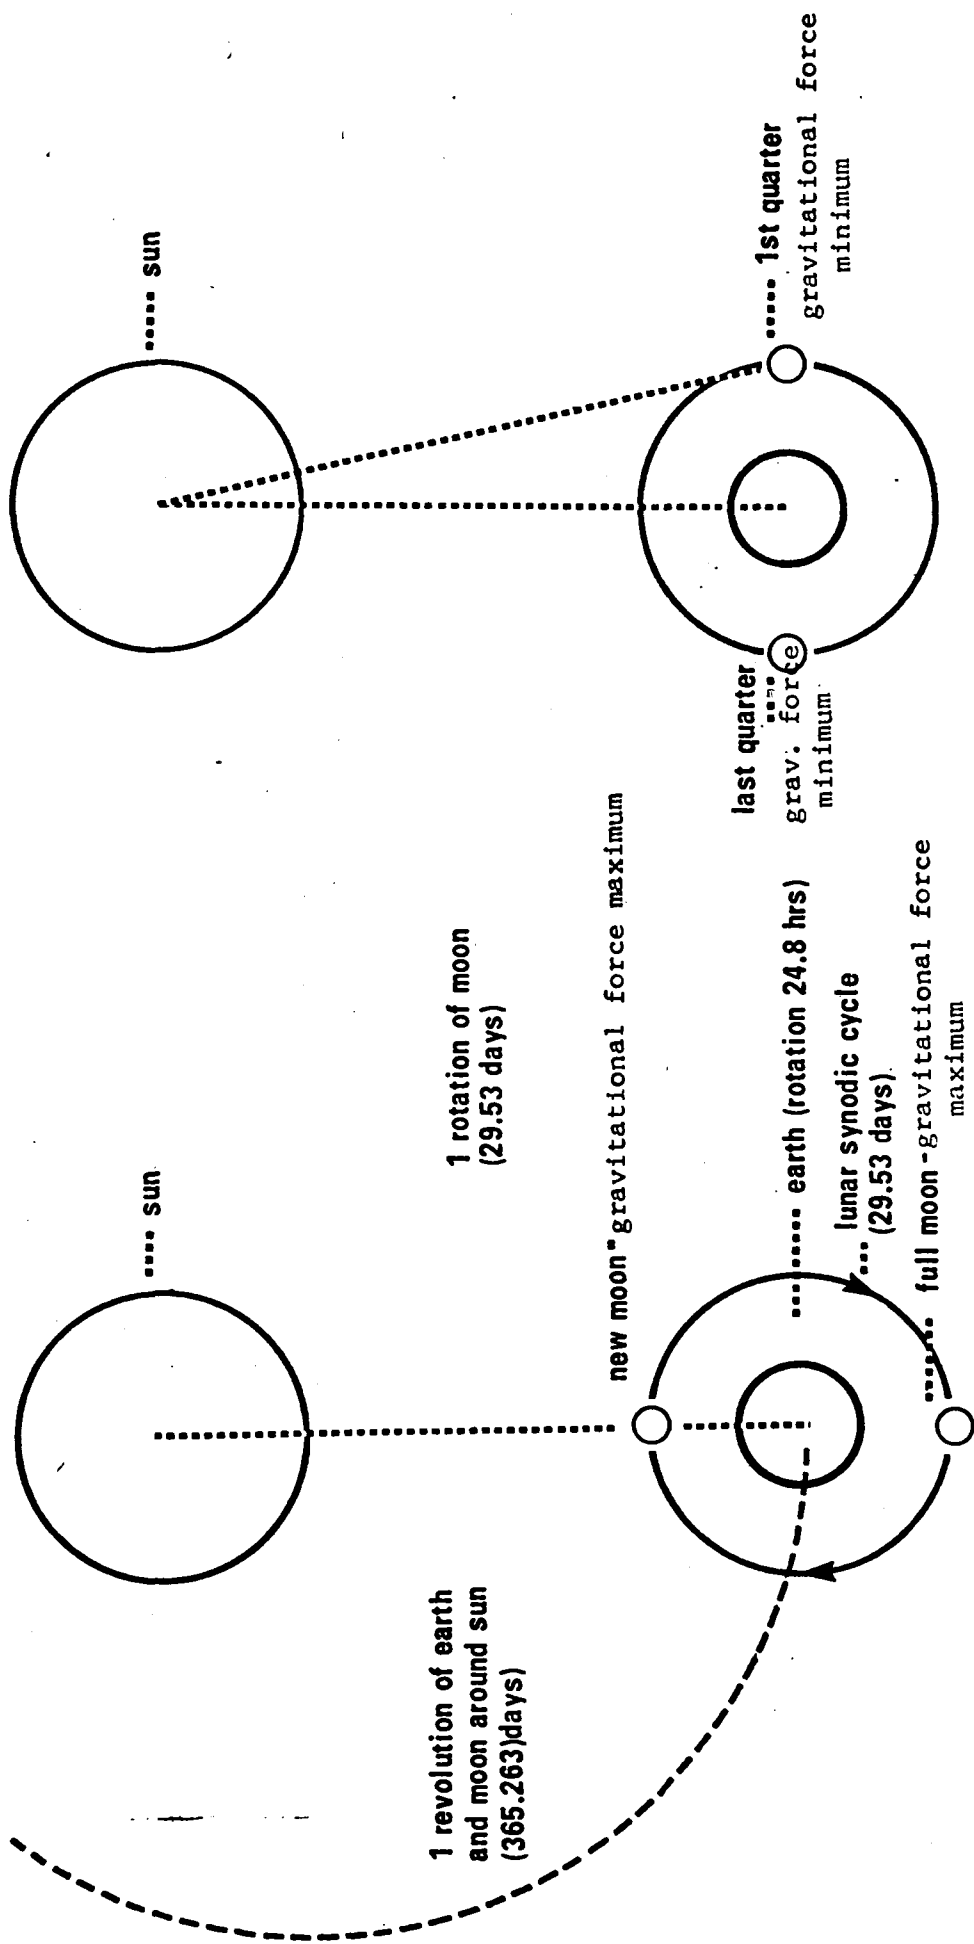 sun
1 revolution of earth
and moon around sun
(365.263)days)
1 rotation of moon
(29.53 days)
new moon-gravitational force maximum
earth (rotation 24.8 hrs)
lunar synodic cycle
(29.53 days)
full moon-gravitational force
maximum
sun
last quarter
grav. force
minimum
1st quarter
gravitational force
minimum